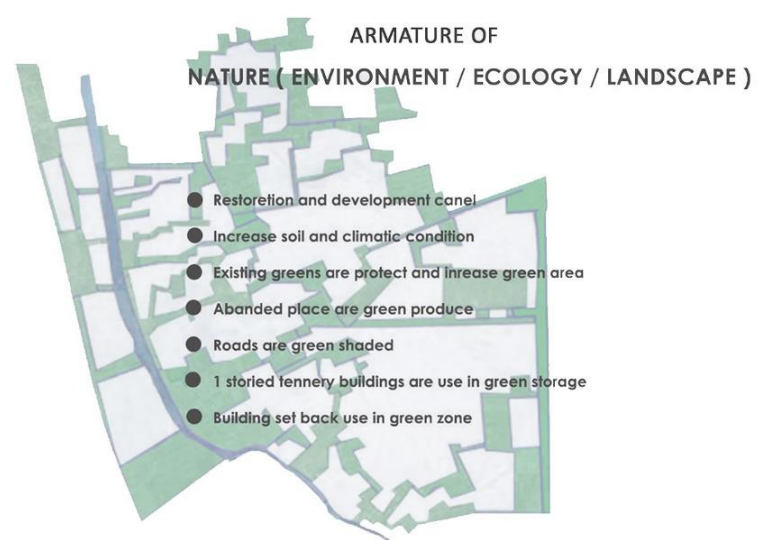 ARMATURE OF
NATURE ( ENVIRONMENT / ECOLOGY / LANDSCAPE )
● Restoretion and development canel
● Increase soil and climatic condition
● Existing greens are protect and inrease green area
● Abanded place are green produce
● Roads are green shaded
● 1 storied tennery buildings are use in green storage
● Building set back use in green zone